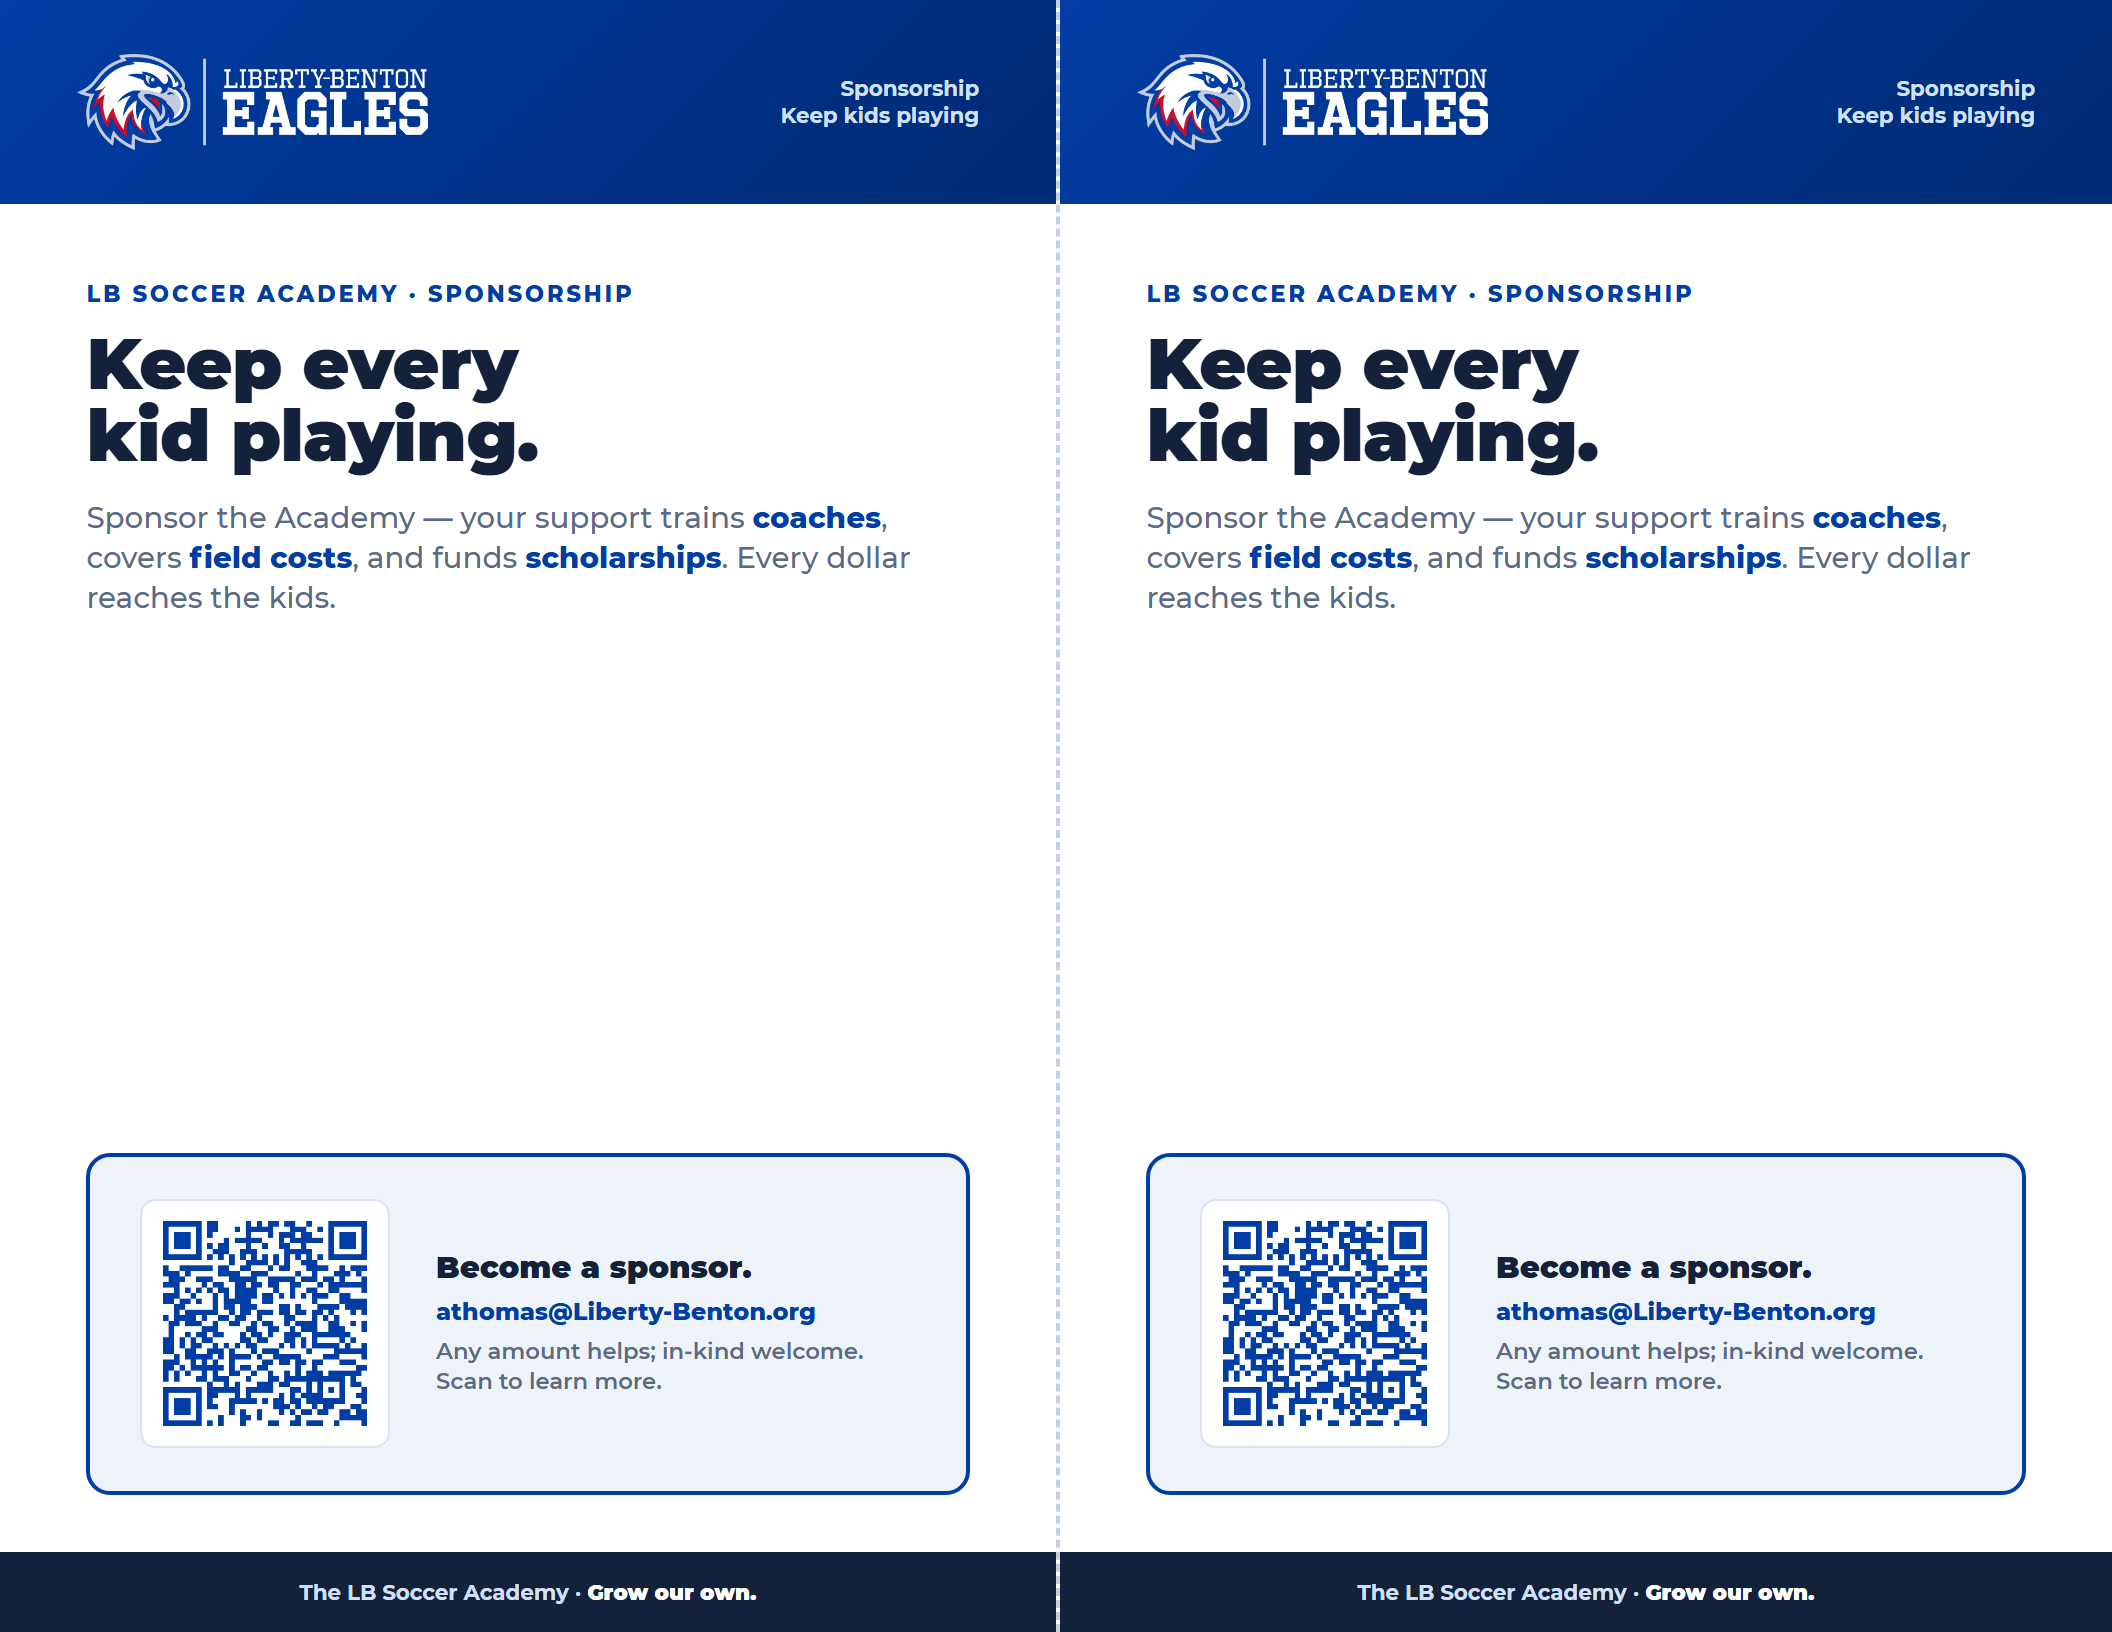 LIBERTY-BENTON
EAGLES
Sponsorship
Keep kids playing
LB SOCCER ACADEMY · SPONSORSHIP
Keep every
kid playing.
Sponsor the Academy — your support trains coaches,
covers field costs, and funds scholarships. Every dollar
reaches the kids.
Become a sponsor.
athomas@Liberty-Benton.org
Any amount helps; in-kind welcome.
Scan to learn more.
The LB Soccer Academy · Grow our own.
LIBERTY-BENTON
EAGLES
Sponsorship
Keep kids playing
LB SOCCER ACADEMY · SPONSORSHIP
Keep every
kid playing.
Sponsor the Academy — your support trains coaches,
covers field costs, and funds scholarships. Every dollar
reaches the kids.
Become a sponsor.
athomas@Liberty-Benton.org
Any amount helps; in-kind welcome.
Scan to learn more.
The LB Soccer Academy · Grow our own.